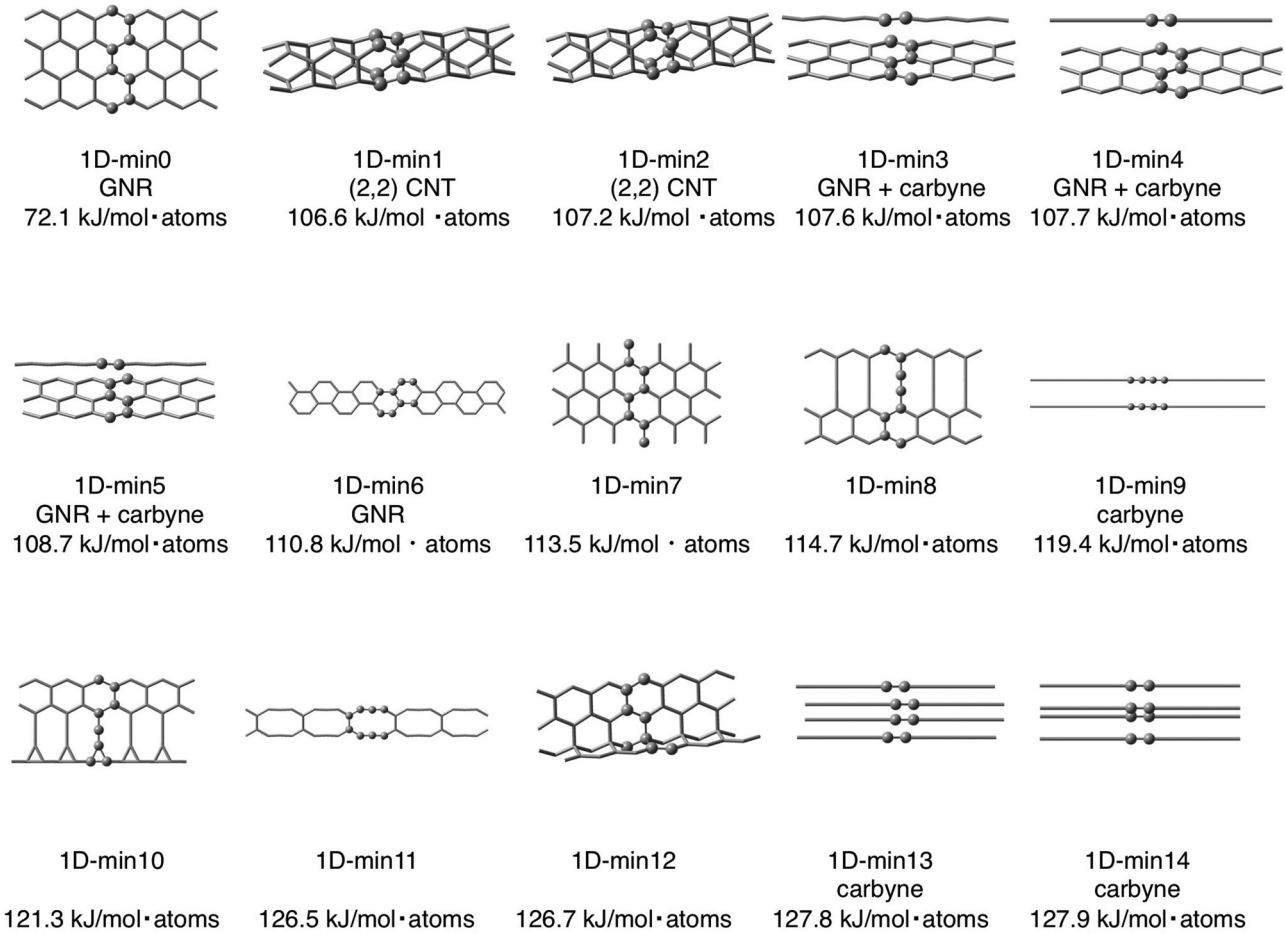 1D-min0
GNR
72.1 kJ/mol·atoms
1D-min1
(2,2) CNT
106.6 kJ/mol ·atoms
1D-min2
(2,2) CNT
107.2 kJ/mol ·atoms
1D-min3
GNR + carbyne
107.6 kJ/mol·atoms
1D-min4
GNR + carbyne
107.7 kJ/mol·atoms
1D-min5
GNR + carbyne
108.7 kJ/mol·atoms
1D-min6
GNR
110.8 kJ/mol · atoms
1D-min7
113.5 kJ/mol · atoms
1D-min8
114.7 kJ/mol·atoms
1D-min9
carbyne
119.4 kJ/mol·atoms
1D-min10
121.3 kJ/mol·atoms
1D-min11
126.5 kJ/mol·atoms
1D-min12
126.7 kJ/mol·atoms
1D-min13
carbyne
127.8 kJ/mol·atoms
1D-min14
carbyne
127.9 kJ/mol·atoms